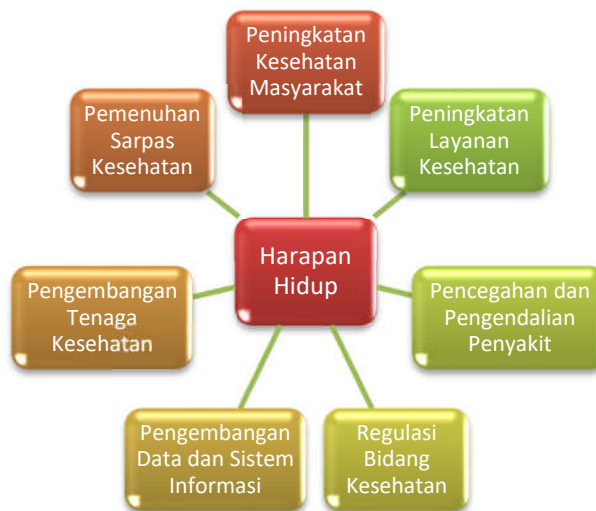 Peningkatan
Kesehatan
Masyarakat
Peningkatan
Layanan
Kesehatan
Pencegahan dan
Pengendalian
Penyakit
Regulasi
Bidang
Kesehatan
Pengembangan
Data dan Sistem
Informasi
Pengembangan
Tenaga
Kesehatan
Pemenuhan
Sarpas
Kesehatan
Harapan
Hidup